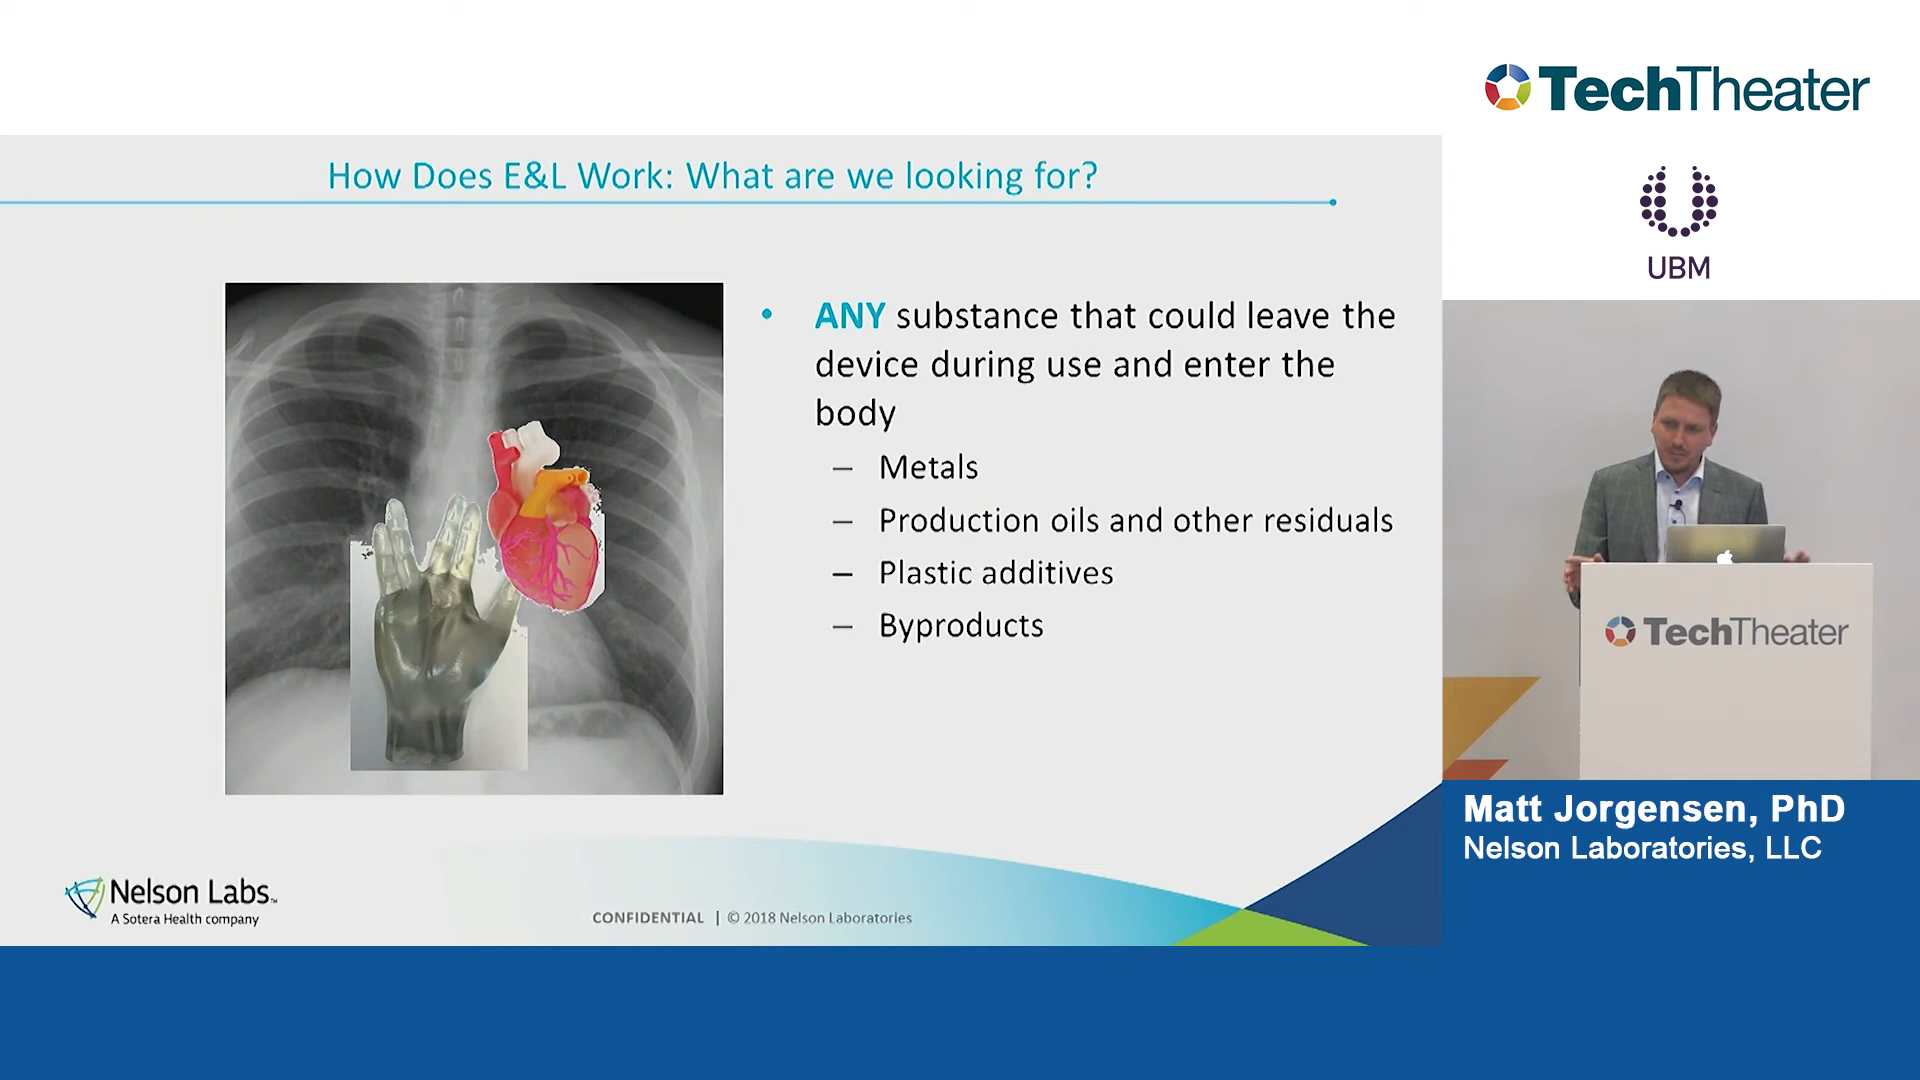 TechTheater
UBM
How Does E&L Work: What are we looking for?
• ANY substance that could leave the
device during use and enter the
body
– Metals
– Production oils and other residuals
– Plastic additives
– Byproducts
TechTheater
Matt Jorgensen, PhD
Nelson Laboratories, LLC
Nelson Labs™
A Sotera Health company
CONFIDENTIAL | © 2018 Nelson Laboratories